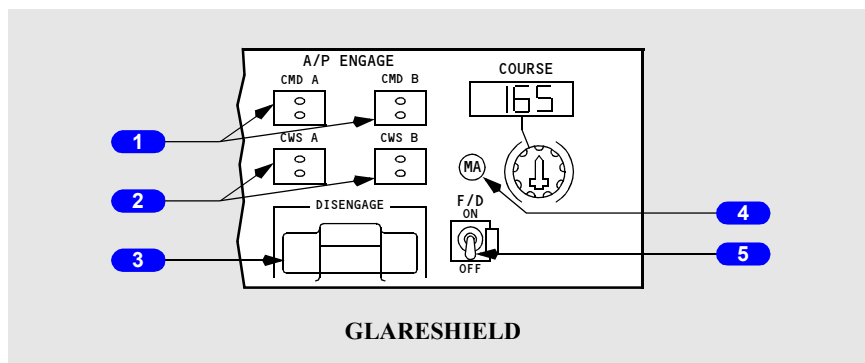 A/P ENGAGE
CMD A
CMD B
COURSE
165
1
CWS A
CWS B
MA
2
F/D
ON
4
DISENGAGE
3
5
OFF
GLARESHIELD